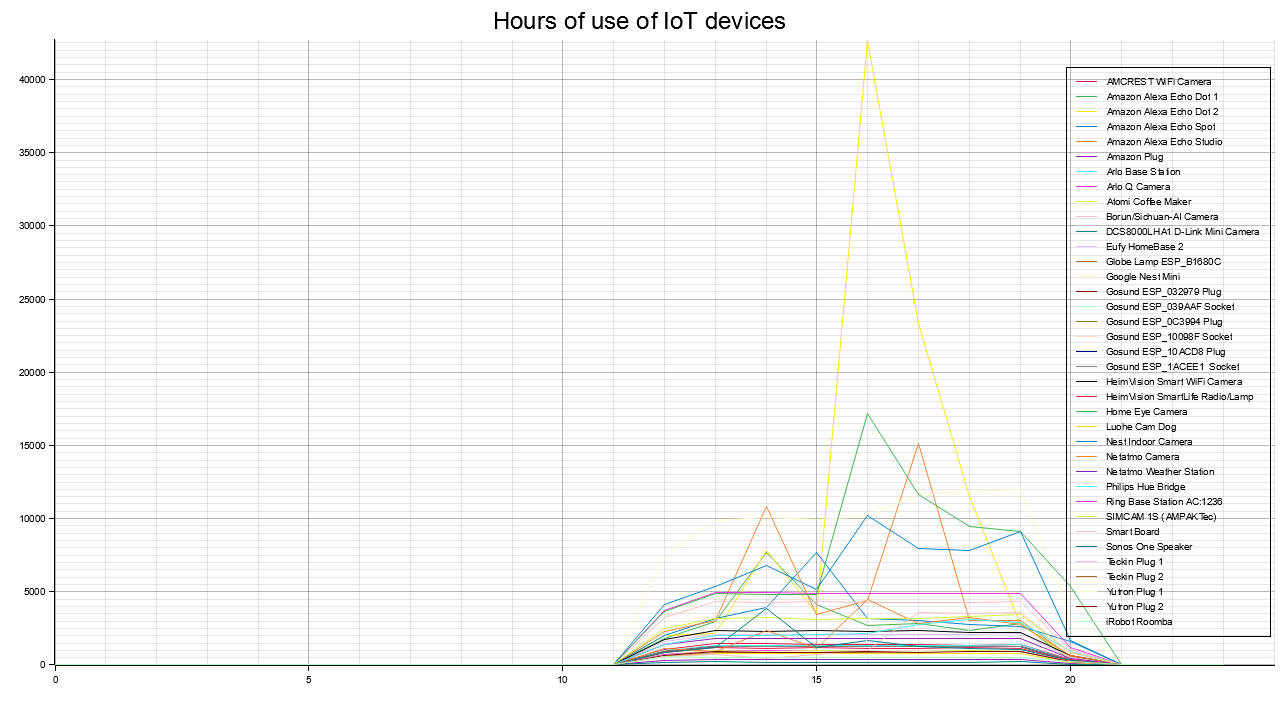 Hours of use of IoT devices
40000
35000
30000
25000
20000
15000
10000
5000
0
0
5
10
15
20
AMCREST WiFi Camera
Amazon Alexa Echo Dot 1
Amazon Alexa Echo Dot 2
Amazon Alexa Echo Spot
Amazon Alexa Echo Studio
Amazon Plug
Arlo Base Station
Arlo Q Camera
Atomi Coffee Maker
Borun/Sichuan-AI Camera
DCS8000LHA1 D-Link Mini Camera
Eufy HomeBase 2
Globe Lamp ESP_B1680C
Google Nest Mini
Gosund ESP_032979 Plug
Gosund ESP_039AAF Socket
Gosund ESP_0C3994 Plug
Gosund ESP_10098F Socket
Gosund ESP_10ACD8 Plug
Gosund ESP_1ACEE1 Socket
HeimVision Smart WiFi Camera
HeimVision SmartLife Radio/Lamp
Home Eye Camera
Luohe Cam Dog
Nest Indoor Camera
Netatmo Camera
Netatmo Weather Station
Philips Hue Bridge
Ring Base Station AC:1236
SIMCAM 1S (AMPAKTec)
Smart Board
Sonos One Speaker
Teckin Plug 1
Teckin Plug 2
Yutron Plug 1
Yutron Plug 2
iRobot Roomba